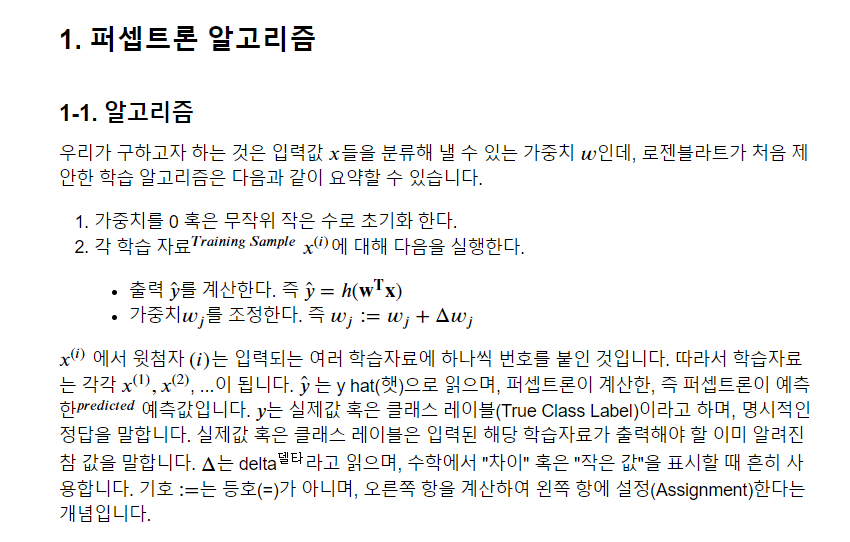 1. 퍼셉트론 알고리즘
1-1. 알고리즘
우리가 구하고자 하는 것은 입력값 x들을 분류해 낼 수 있는 가중치 w인데, 로젠블라트가 처음 제
안한 학습 알고리즘은 다음과 같이 요약할 수 있습니다.
1. 가중치를 0 혹은 무작위 작은 수로 초기화 한다.
2. 각 학습 자료^Training Sample x^(i)에 대해 다음을 실행한다.
• 출력 ŷ를 계산한다. 즉 ŷ = h(w^T x)
• 가중치w_j를 조정한다. 즉 w_j := w_j + Δw_j
x^(i) 에서 윗첨자 (i)는 입력되는 여러 학습자료에 하나씩 번호를 붙인 것입니다. 따라서 학습자료
는 각각 x^(1), x^(2), ...이 됩니다. ŷ 는 y hat(햇)으로 읽으며, 퍼셉트론이 계산한, 즉 퍼셉트론이 예측
한^predicted 예측값입니다. y는 실제값 혹은 클래스 레이블(True Class Label)이라고 하며, 명시적인
정답을 말합니다. 실제값 혹은 클래스 레이블은 입력된 해당 학습자료가 출력해야 할 이미 알려진
참 값을 말합니다. Δ는 delta^델타라고 읽으며, 수학에서 "차이" 혹은 "작은 값"을 표시할 때 흔히 사
용합니다. 기호 :=는 등호(=)가 아니며, 오른쪽 항을 계산하여 왼쪽 항에 설정(Assignment)한다는
개념입니다.